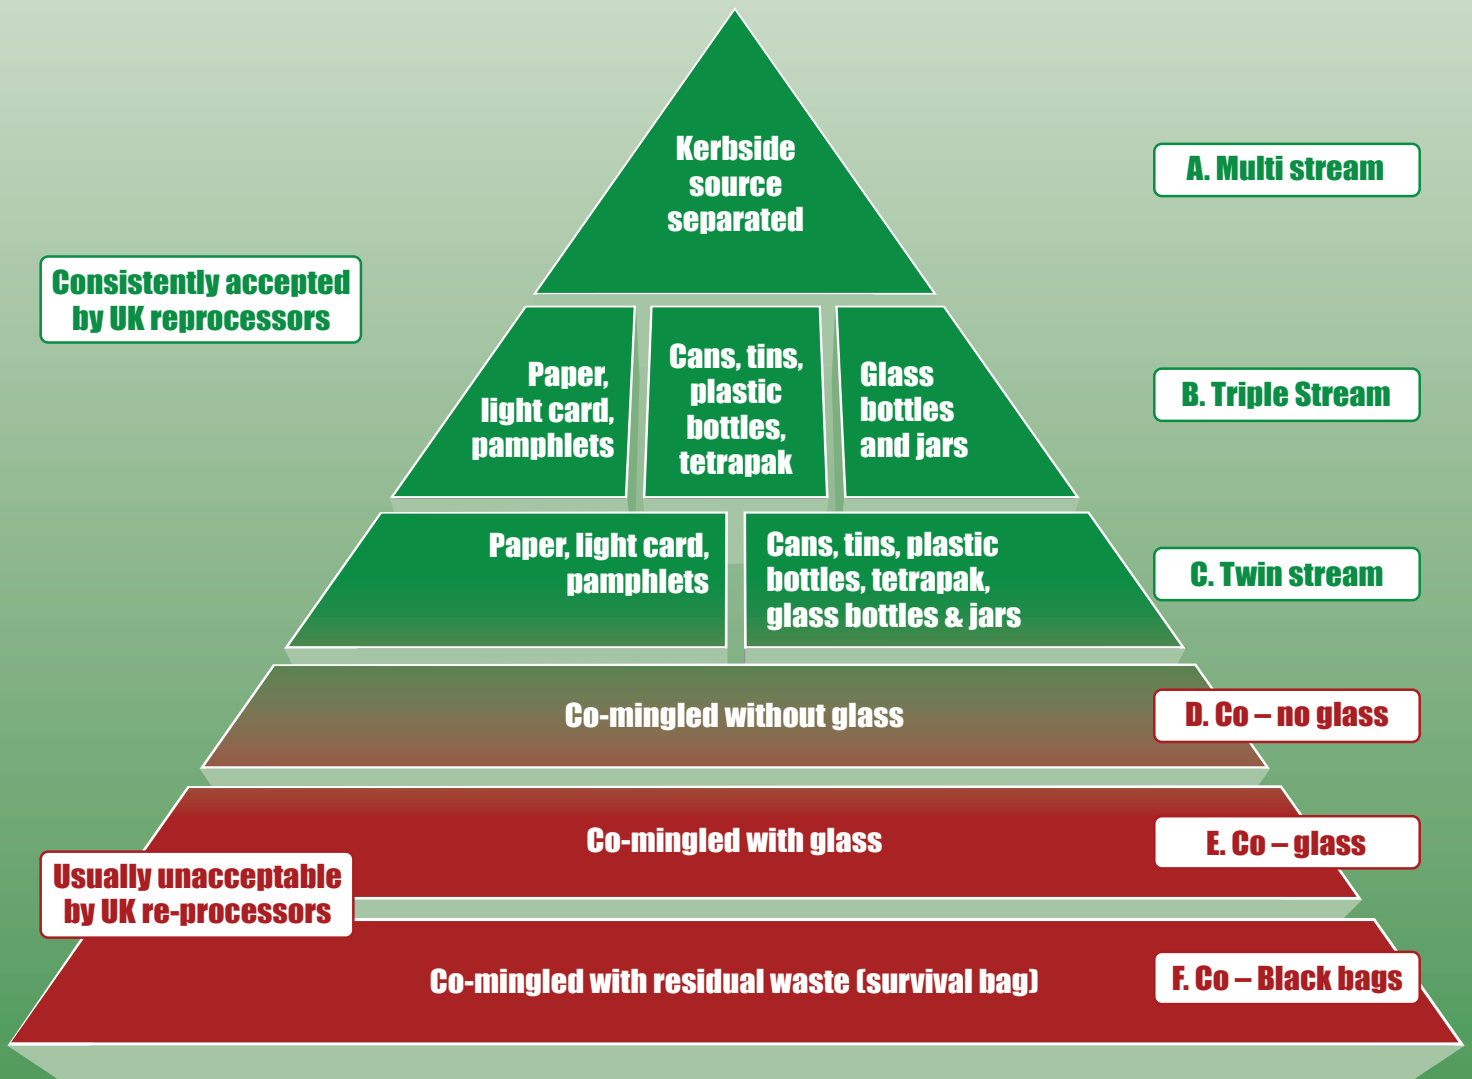 Kerbside
source
separated
A. Multi stream
Consistently accepted
by UK reprocessors
Paper,
light card,
pamphlets
Cans, tins,
plastic
bottles,
tetrapak
Glass
bottles
and jars
B. Triple Stream
Paper, light card,
pamphlets
Cans, tins, plastic
bottles, tetrapak,
glass bottles & jars
C. Twin stream
Co-mingled without glass
D. Co – no glass
Co-mingled with glass
E. Co – glass
Usually unacceptable
by UK re-processors
Co-mingled with residual waste (survival bag)
F. Co – Black bags